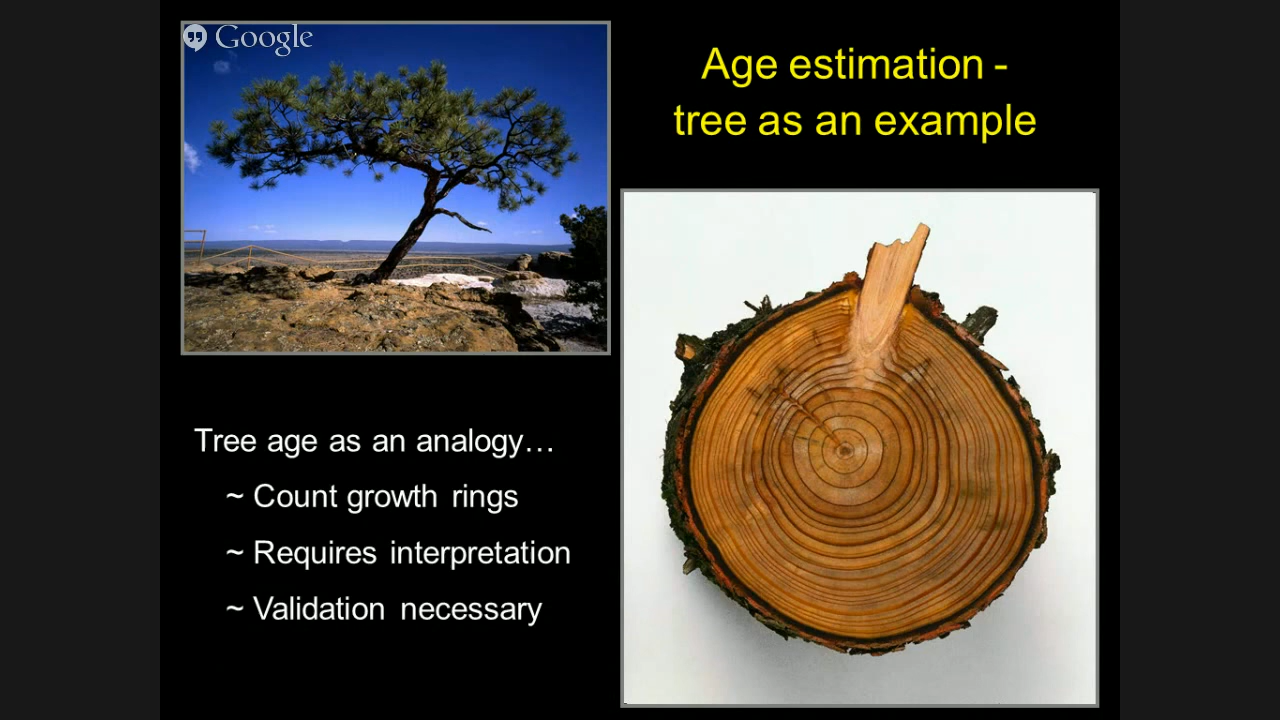 Google
Age estimation -
tree as an example
Tree age as an analogy…
~ Count growth rings
~ Requires interpretation
~ Validation necessary